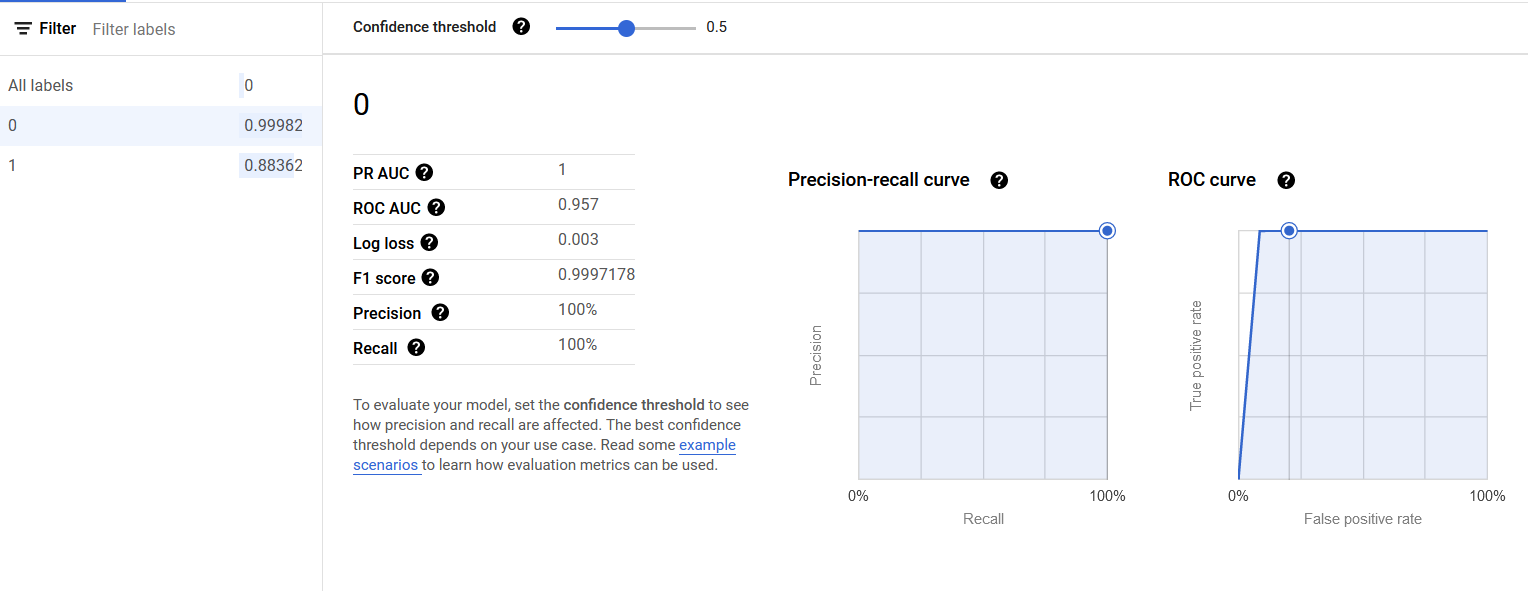 Filter Filter labels
Confidence threshold ? 0.5
All labels 0
0 0.99982
1 0.88362
0
PR AUC ? 1
ROC AUC ? 0.957
Log loss ? 0.003
F1 score ? 0.9997178
Precision ? 100%
Recall ? 100%
To evaluate your model, set the confidence threshold to see
how precision and recall are affected. The best confidence
threshold depends on your use case. Read some example
scenarios to learn how evaluation metrics can be used.
Precision-recall curve ?
Precision
0% 100%
Recall
ROC curve ?
True positive rate
0% 100%
False positive rate